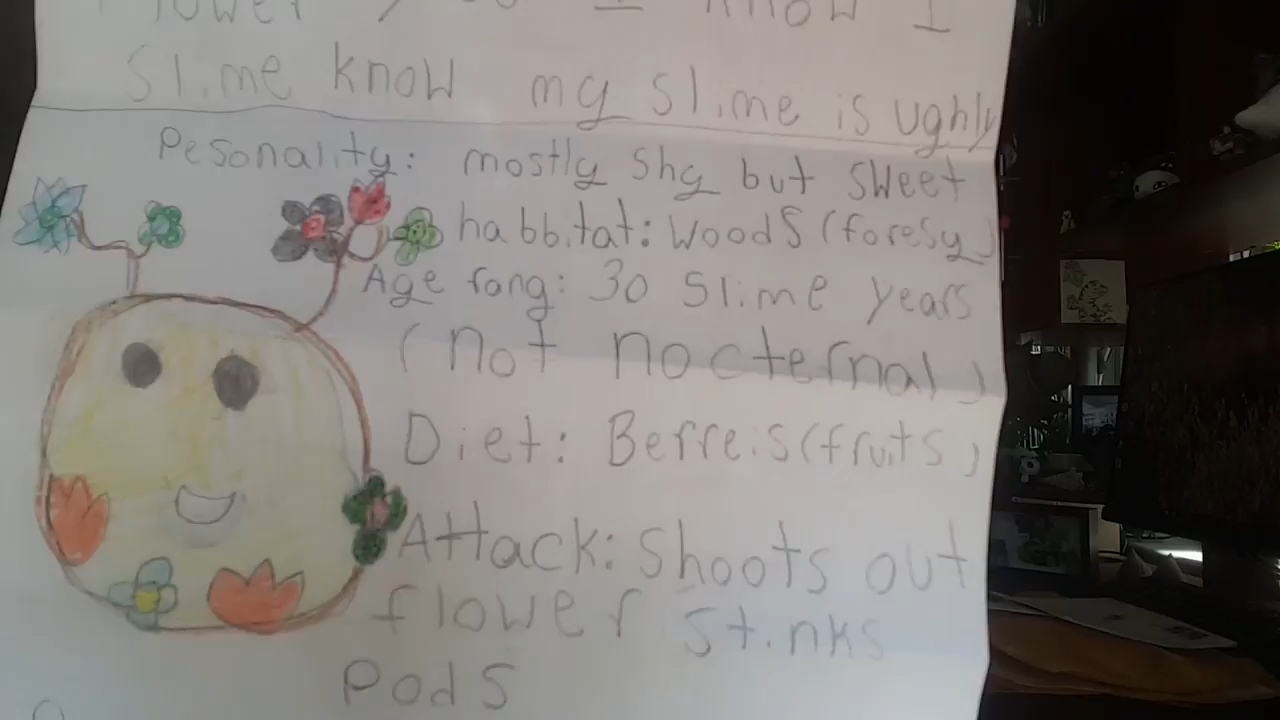 know I
Slime know my slime is ughly
Pesonality: mostly shy but sweet
habbitat: Woods (foresy)
Age rang: 30 slime years
(not nocternal)
Diet: Berreis (fruits)
Attack: shoots out
flower stinks
Pods